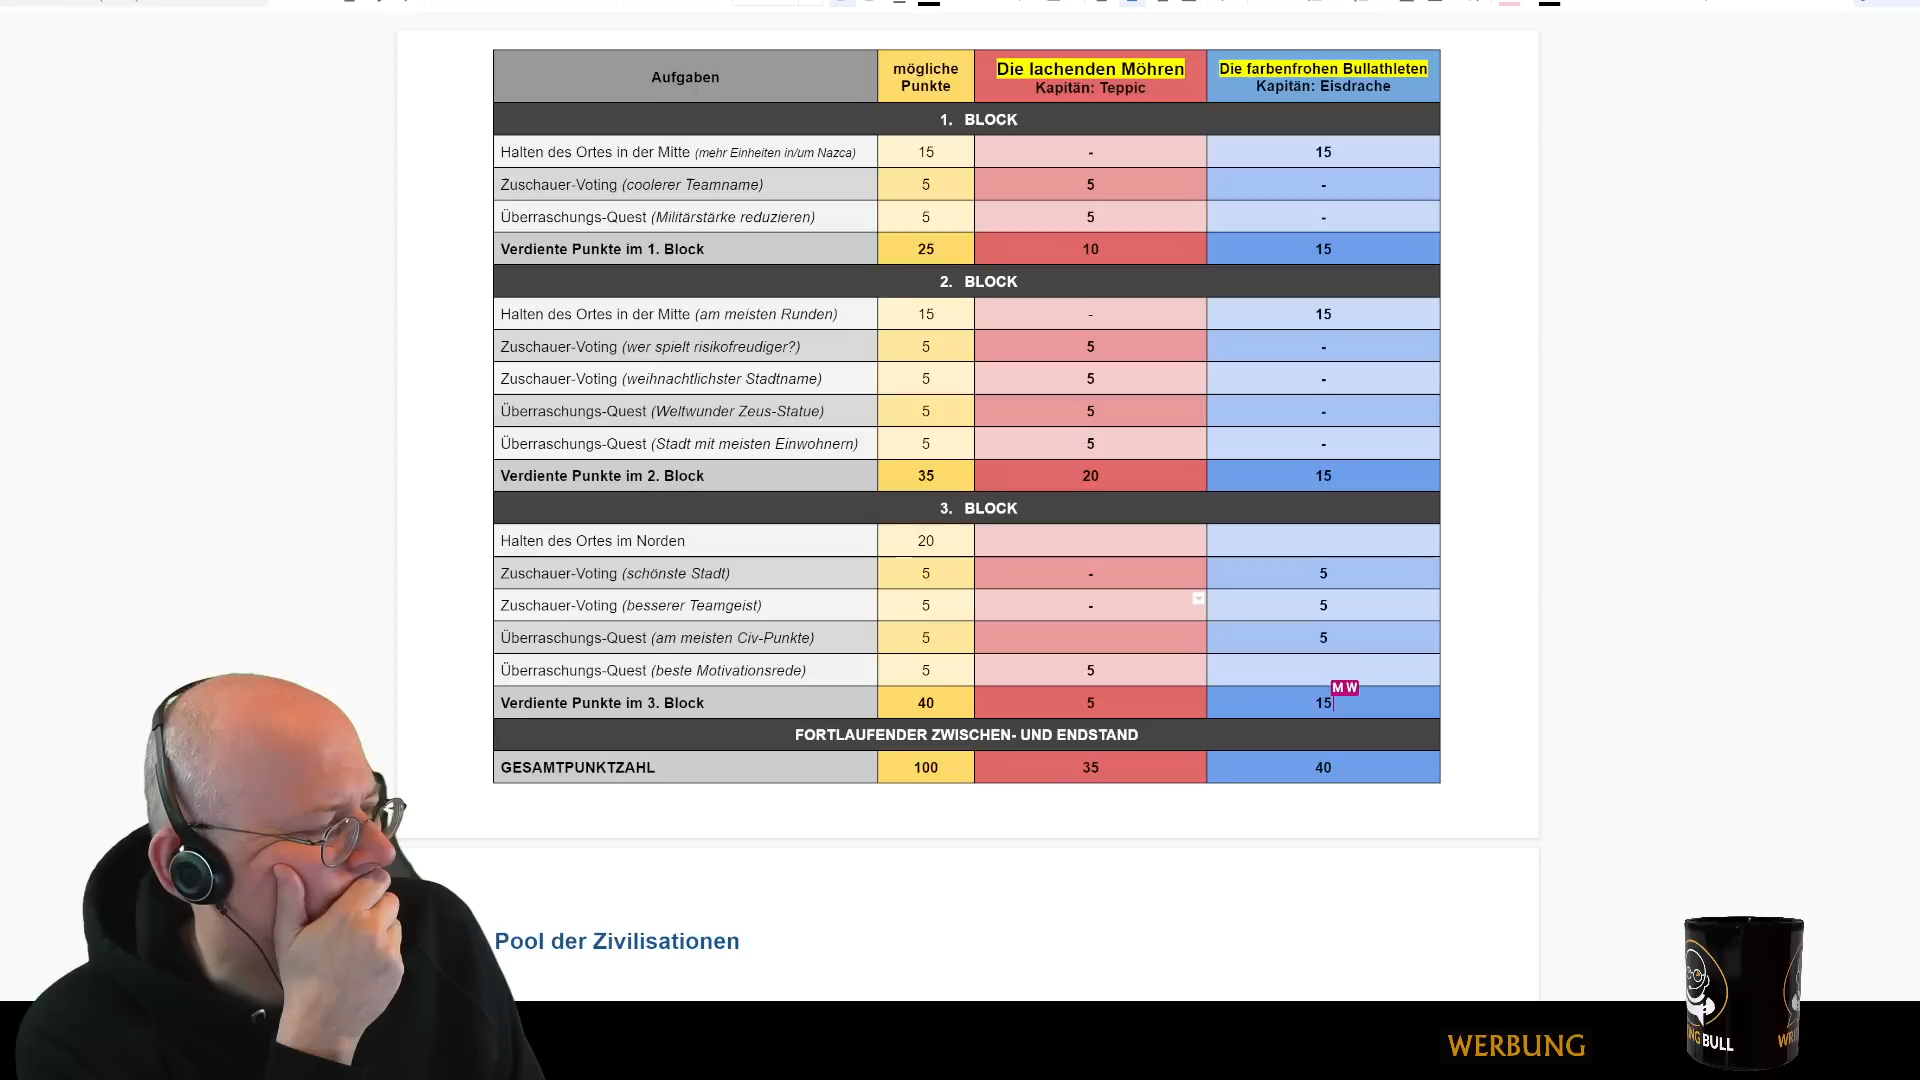 Aufgaben mögliche Punkte Die lachenden Möhren Kapitän: Teppic Die farbenfrohen Bullathleten Kapitän: Eisdrache
1. BLOCK
Halten des Ortes in der Mitte (mehr Einheiten in/um Nazca) 15 - 15
Zuschauer-Voting (coolerer Teamname) 5 5 -
Überraschungs-Quest (Militärstärke reduzieren) 5 5 -
Verdiente Punkte im 1. Block 25 10 15
2. BLOCK
Halten des Ortes in der Mitte (am meisten Runden) 15 - 15
Zuschauer-Voting (wer spielt risikofreudiger?) 5 5 -
Zuschauer-Voting (weihnachtlichster Stadtname) 5 5 -
Überraschungs-Quest (Weltwunder Zeus-Statue) 5 5 -
Überraschungs-Quest (Stadt mit meisten Einwohnern) 5 5 -
Verdiente Punkte im 2. Block 35 20 15
3. BLOCK
Halten des Ortes im Norden 20
Zuschauer-Voting (schönste Stadt) 5 - 5
Zuschauer-Voting (besserer Teamgeist) 5 - 5
Überraschungs-Quest (am meisten Civ-Punkte) 5 5
Überraschungs-Quest (beste Motivationsrede) 5 5
M W
Verdiente Punkte im 3. Block 40 5 15
FORTLAUFENDER ZWISCHEN- UND ENDSTAND
GESAMTPUNKTZAHL 100 35 40
Pool der Zivilisationen
WERBUNG
BULL